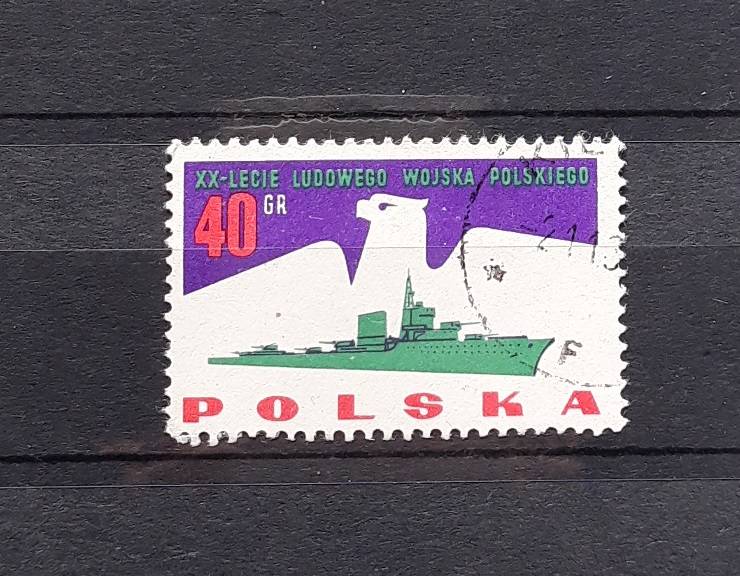 XX-LECIE LUDOWEGO WOJSKA POLSKIEGO
40 GR
POLSKA